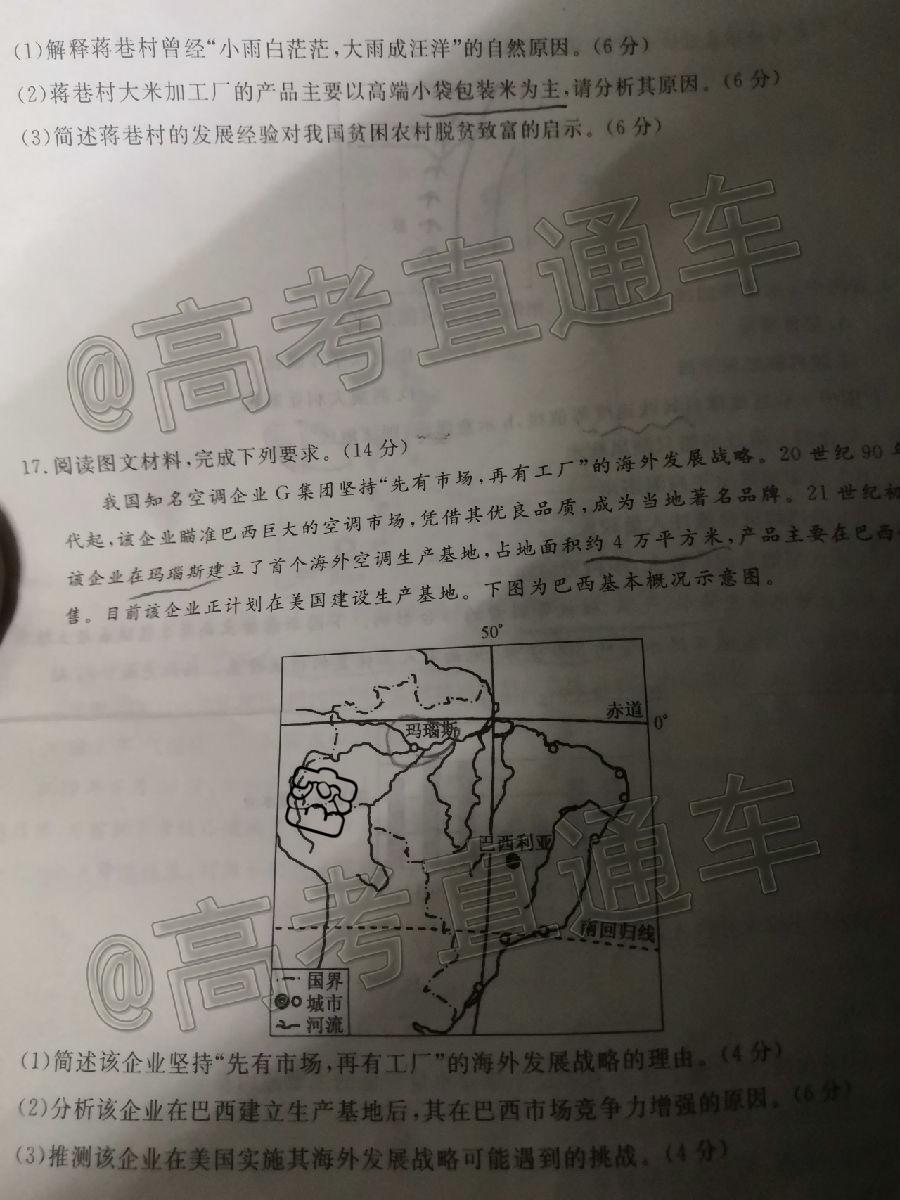 (1)解释蒋巷村曾经“小雨白茫茫,大雨成汪洋”的自然原因。(6分)
(2)蒋巷村大米加工厂的产品主要以高端小袋包装米为主,请分析其原因。(6分)
(3)简述蒋巷村的发展经验对我国贫困农村脱贫致富的启示。(6分)
@高考直通车
17.阅读图文材料,完成下列要求。(14分)
我国知名空调企业G集团坚持“先有市场,再有工厂”的海外发展战略。20世纪90年
代起,该企业瞄准巴西巨大的空调市场,凭借其优良品质,成为当地著名品牌。21世纪初
该企业在玛瑙斯建立了首个海外空调生产基地,占地面积约4万平方米,产品主要在巴西
售。目前该企业正计划在美国建设生产基地。下图为巴西基本概况示意图。
50°
赤道
0°
玛瑙斯
巴西利亚
@高考直通车
南回归线
国界
城市
河流
(1)简述该企业坚持“先有市场,再有工厂”的海外发展战略的理由。(4分)
(2)分析该企业在巴西建立生产基地后,其在巴西市场竞争力增强的原因。(6分)
(3)推测该企业在美国实施其海外发展战略可能遇到的挑战。(4分)